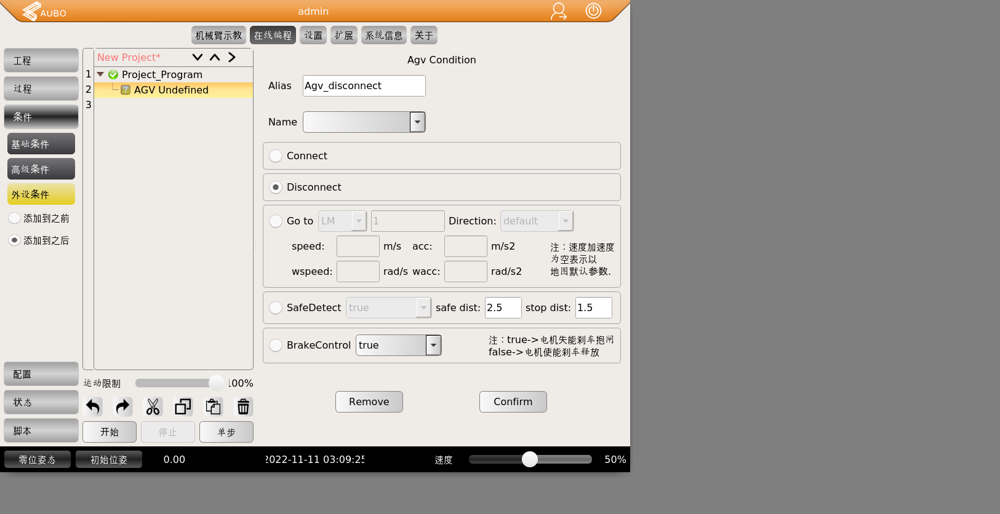 AUBO
admin
机械臂示教 在线编程 设置 扩展 系统信息 关于
工程
过程
条件
基础条件
高级条件
外设条件
添加到之前
添加到之后
配置
状态
脚本
New Project*
1 Project_Program
2 AGV Undefined
3
运动限制 100%
开始 停止 单步
Agv Condition
Alias Agv_disconnect
Name
Connect
Disconnect
Go to LM 1 Direction: default
speed: m/s acc: m/s2
wspeed: rad/s wacc: rad/s2
注：速度加速度
为空表示以
地图默认参数.
SafeDetect true safe dist: 2.5 stop dist: 1.5
BrakeControl true
注：true->电机失能刹车抱闸
false->电机使能刹车释放
Remove Confirm
零位姿态 初始位姿 0.00 2022-11-11 03:09:25 速度 50%